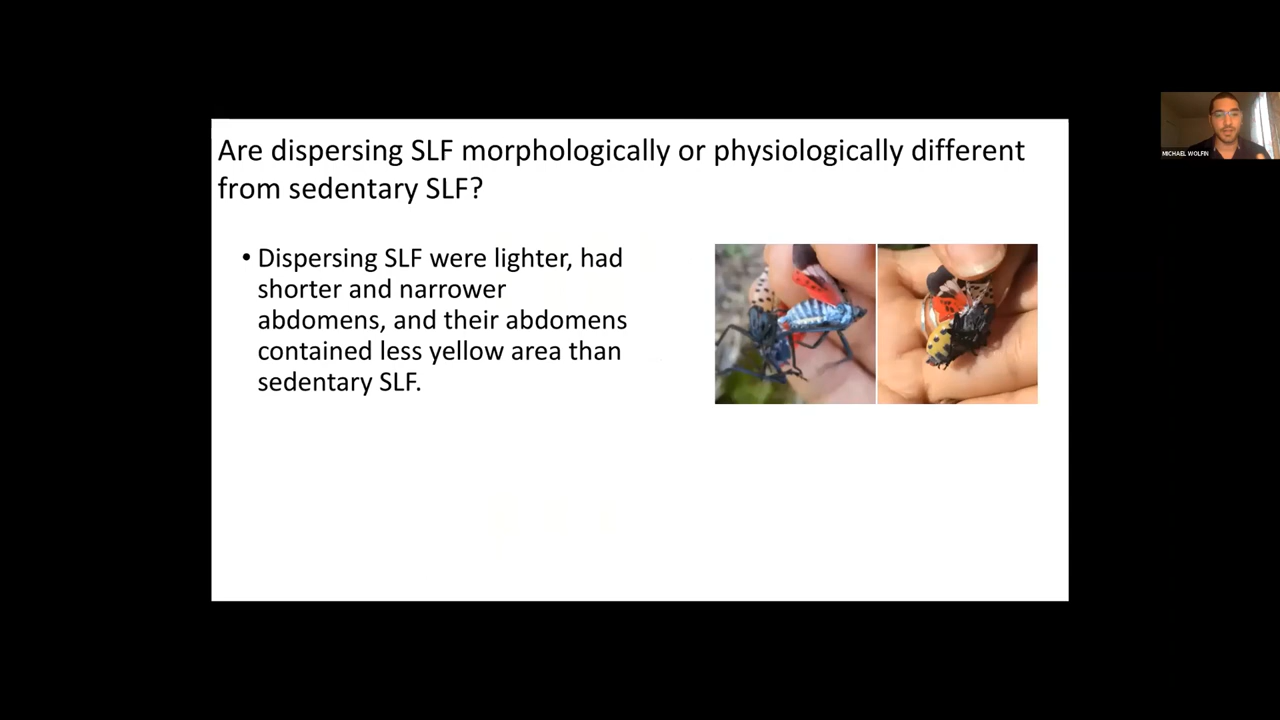 Are dispersing SLF morphologically or physiologically different
from sedentary SLF?
• Dispersing SLF were lighter, had
shorter and narrower
abdomens, and their abdomens
contained less yellow area than
sedentary SLF.
MICHAEL WOLFIN